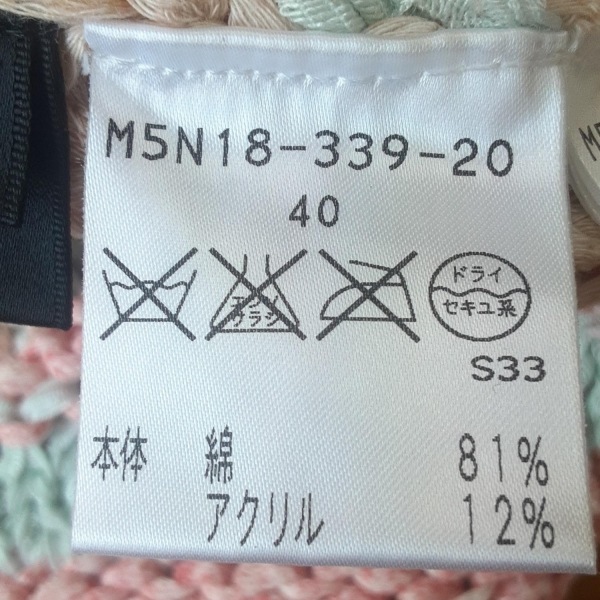 M5N18-339-20
40
エンソ
サラシ
ドライ
セキユ系
S33
本体 綿 81%
アクリル 12%